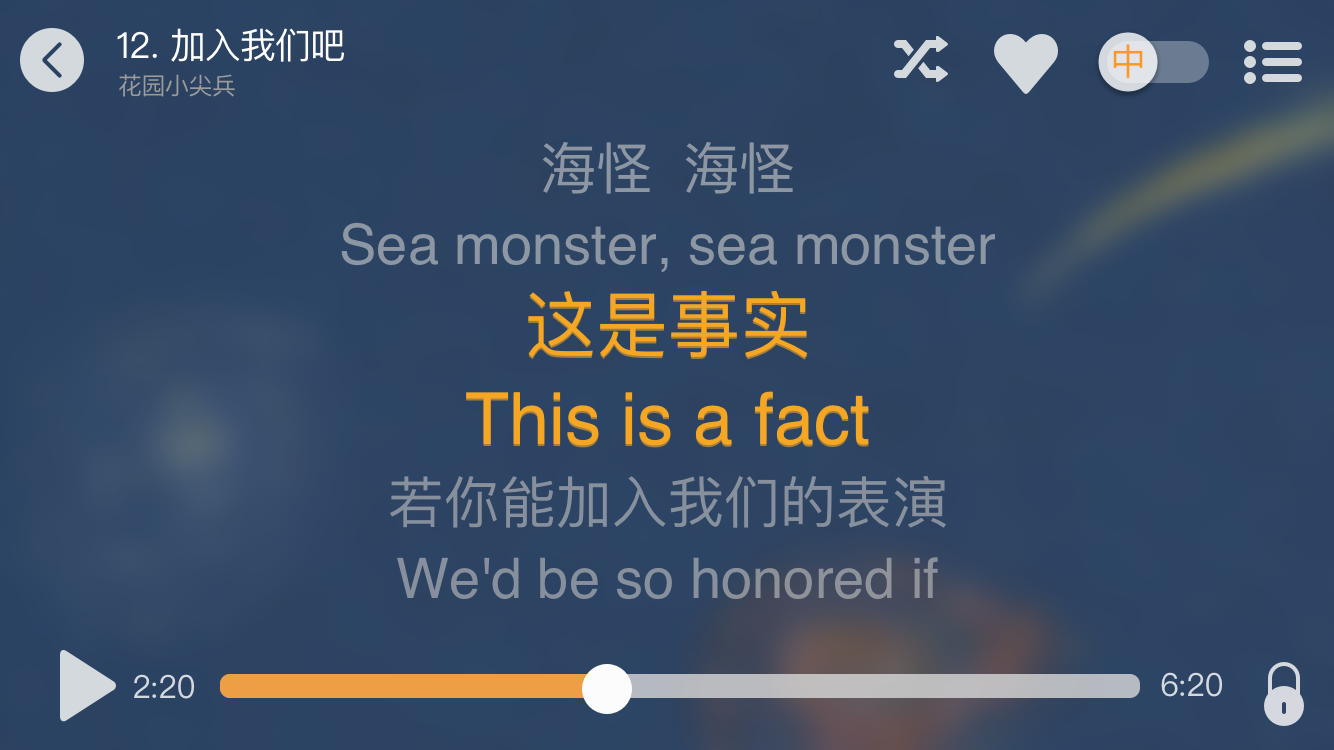 12. 加入我们吧
花园小尖兵
中
海怪 海怪
Sea monster, sea monster
这是事实
This is a fact
若你能加入我们的表演
We'd be so honored if
2:20
6:20